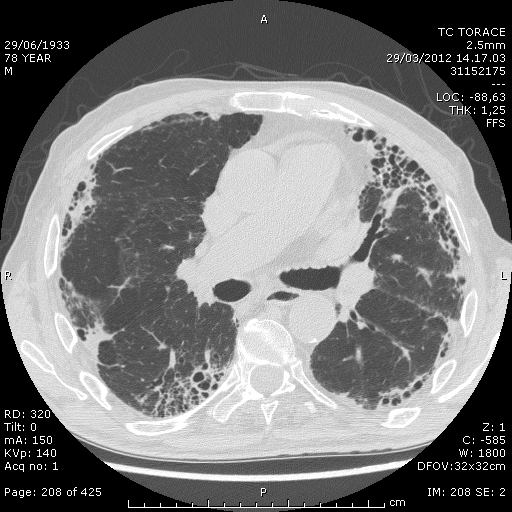 A
29/06/1933
78 YEAR
M
TC TORACE
2.5mm
29/03/2012 14.17.03
31152175
---
LOC: -88,63
THK: 1,25
FFS
R
L
RD: 320
Tilt: 0
mA: 150
KVp: 140
Acq no: 1
Page: 208 of 425
Z: 1
C: -585
W: 1800
DFOV:32x32cm
IM: 208 SE: 2
P
cm